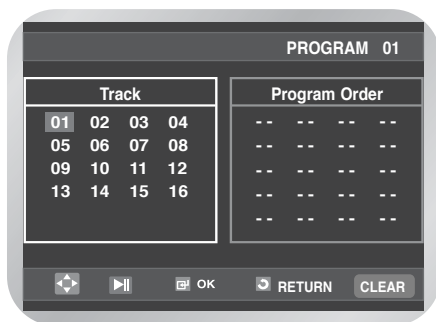 PROGRAM 01
Track
Program Order
01 02 03 04
-- -- -- --
05 06 07 08
-- -- -- --
09 10 11 12
-- -- -- --
13 14 15 16
-- -- -- --
-- -- -- --
OK RETURN CLEAR